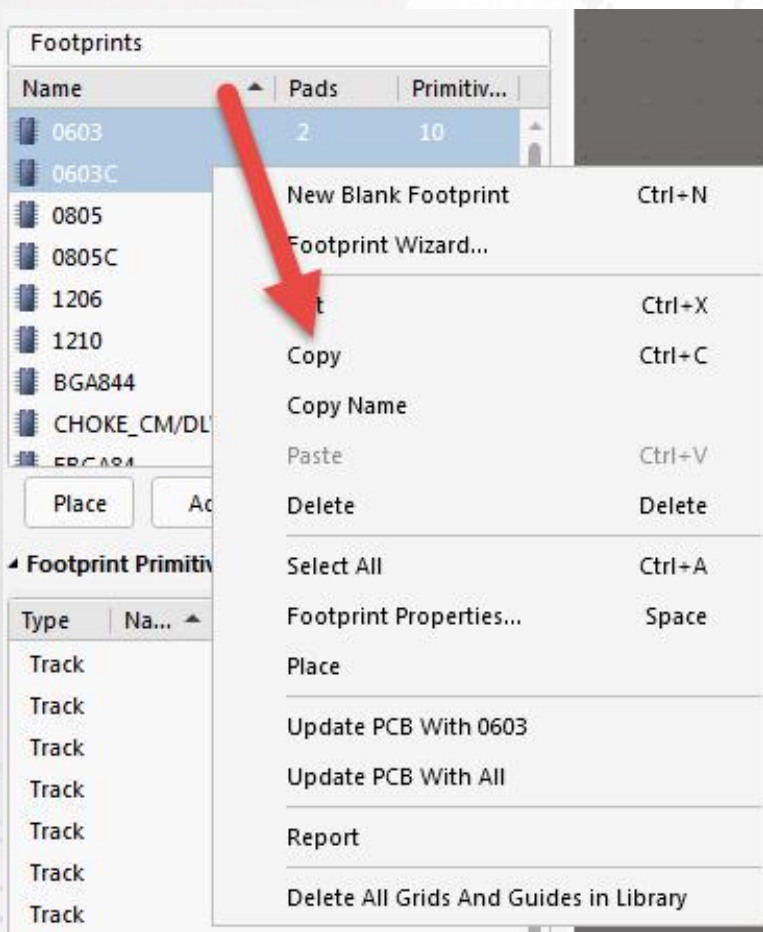 Footprints
Name Pads Primitiv...
0603 2 10
0603C
0805
0805C
1206
1210
BGA844
CHOKE_CM/DL
Place
Footprint Primitiv
Type Na...
Track
Track
Track
Track
Track
Track
Track
New Blank Footprint Ctrl+N
Footprint Wizard...
Ctrl+X
Copy Ctrl+C
Copy Name
Paste Ctrl+V
Delete Delete
Select All Ctrl+A
Footprint Properties... Space
Place
Update PCB With 0603
Update PCB With All
Report
Delete All Grids And Guides in Library